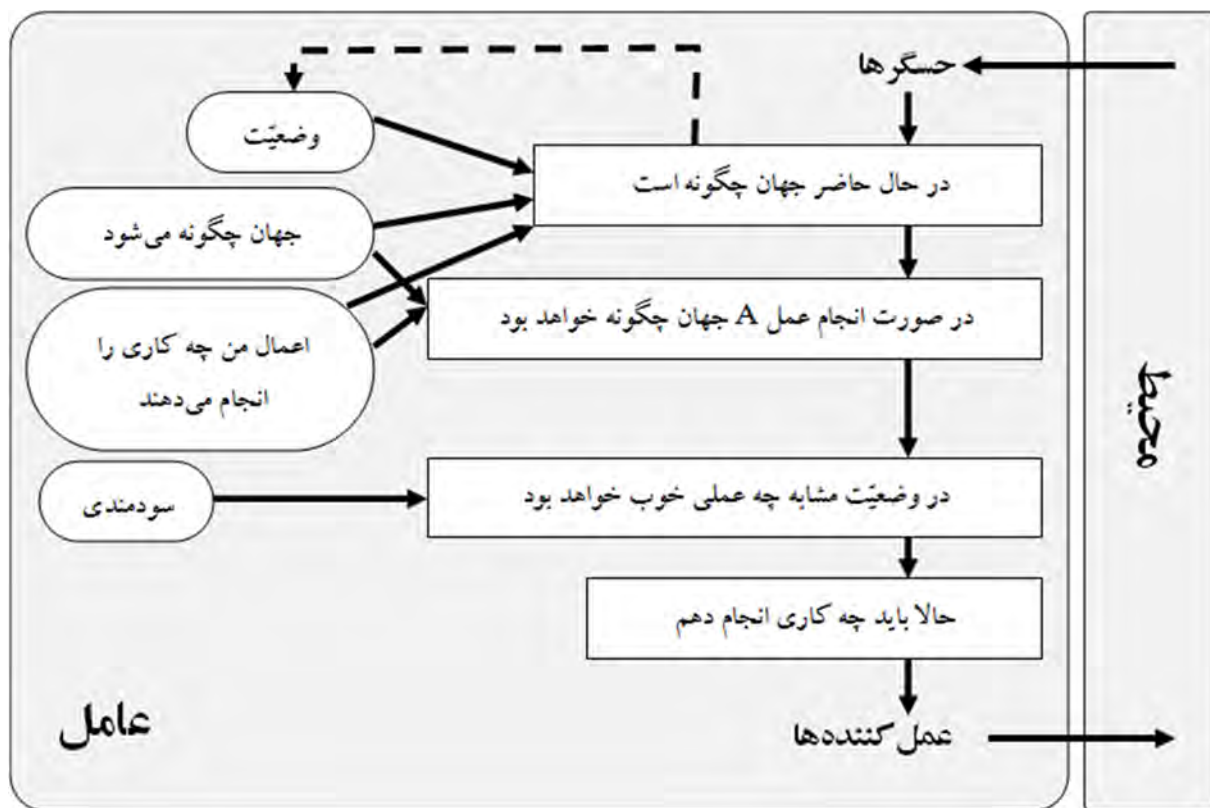 حسگرها
وضعیّت
در حال حاضر جهان چگونه است
جهان چگونه می‌شود
در صورت انجام عمل A جهان چگونه خواهد بود
اعمال من چه کاری را
انجام می‌دهند
سودمندی
در وضعیّت مشابه چه عملی خوب خواهد بود
حالا باید چه کاری انجام دهم
عمل‌کننده‌ها
عامل
محیط